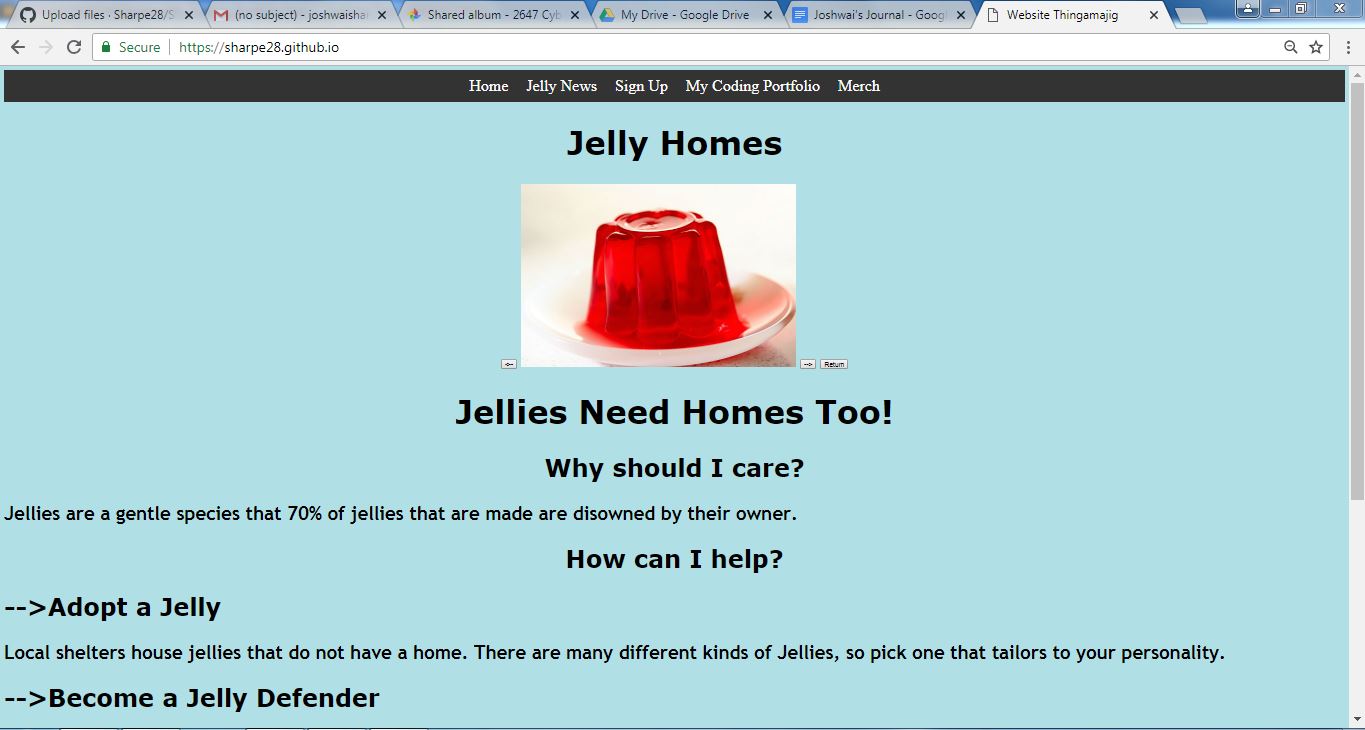 Upload files · Sharpe28/S
(no subject) - joshwaisha
Shared album - 2647 Cyb
My Drive - Google Drive
Joshwai's Journal - Goog
Website Thingamajig
Secure
https://sharpe28.github.io
Home Jelly News Sign Up My Coding Portfolio Merch
Jelly Homes
<-- --> Return
Jellies Need Homes Too!
Why should I care?
Jellies are a gentle species that 70% of jellies that are made are disowned by their owner.
How can I help?
-->Adopt a Jelly
Local shelters house jellies that do not have a home. There are many different kinds of Jellies, so pick one that tailors to your personality.
-->Become a Jelly Defender